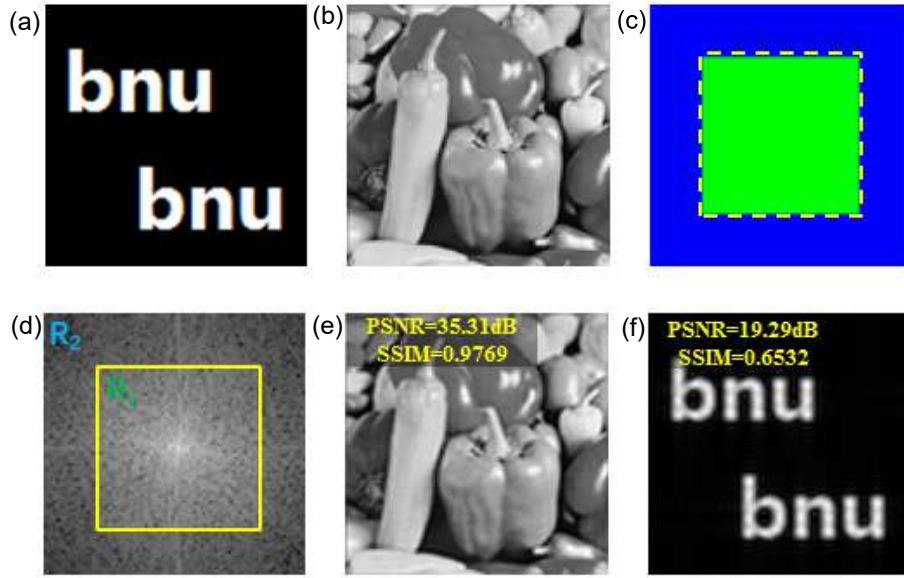 (a)
bnu
bnu
(b)
(c)
(d)
R₂
R₁
(e)
PSNR=35.31dB
SSIM=0.9769
(f)
PSNR=19.29dB
SSIM=0.6532
bnu
bnu